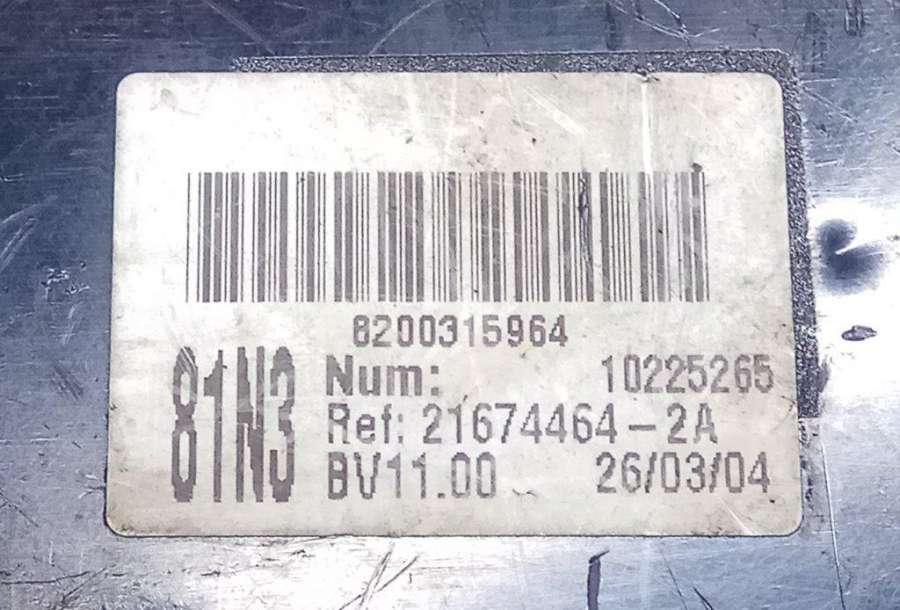 8200315964
81N3
Num: 10225265
Ref: 21674464-2A
BV11.00 26/03/04